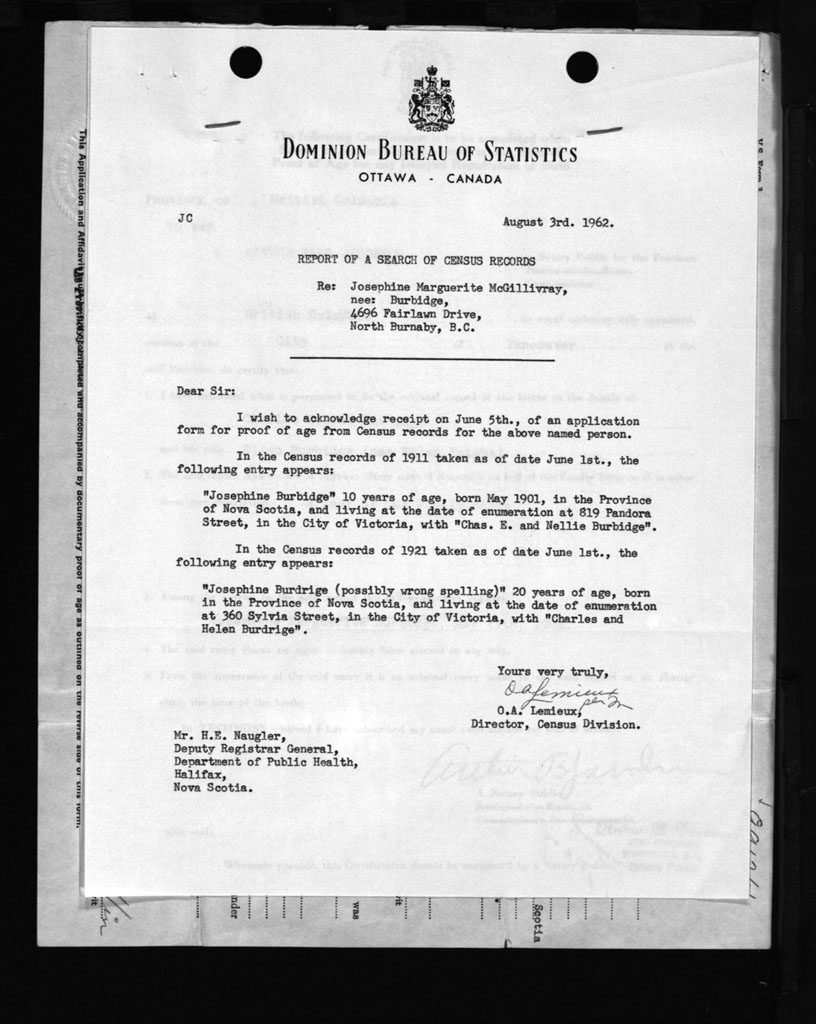 DOMINION BUREAU OF STATISTICS
OTTAWA - CANADA
JC
August 3rd. 1962.
REPORT OF A SEARCH OF CENSUS RECORDS
Re: Josephine Marguerite McGillivray,
nee: Burbidge,
4696 Fairlawn Drive,
North Burnaby, B.C.
Dear Sir:
I wish to acknowledge receipt on June 5th., of an application
form for proof of age from Census records for the above named person.
In the Census records of 1911 taken as of date June 1st., the
following entry appears:
"Josephine Burbidge" 10 years of age, born May 1901, in the Province
of Nova Scotia, and living at the date of enumeration at 819 Pandora
Street, in the City of Victoria, with "Chas. E. and Nellie Burbidge".
In the Census records of 1921 taken as of date June 1st., the
following entry appears:
"Josephine Burdrige (possibly wrong spelling)" 20 years of age, born
in the Province of Nova Scotia, and living at the date of enumeration
at 360 Sylvia Street, in the City of Victoria, with "Charles and
Helen Burdrige".
Yours very truly,
OALemieux
O.A. Lemieux,
Director, Census Division.
Mr. H.E. Naugler,
Deputy Registrar General,
Department of Public Health,
Halifax,
Nova Scotia.
This Application and Affidavit must be fully completed and accompanied by documentary proof of age as outlined on the reverse side of this form.
under
was
Scotia